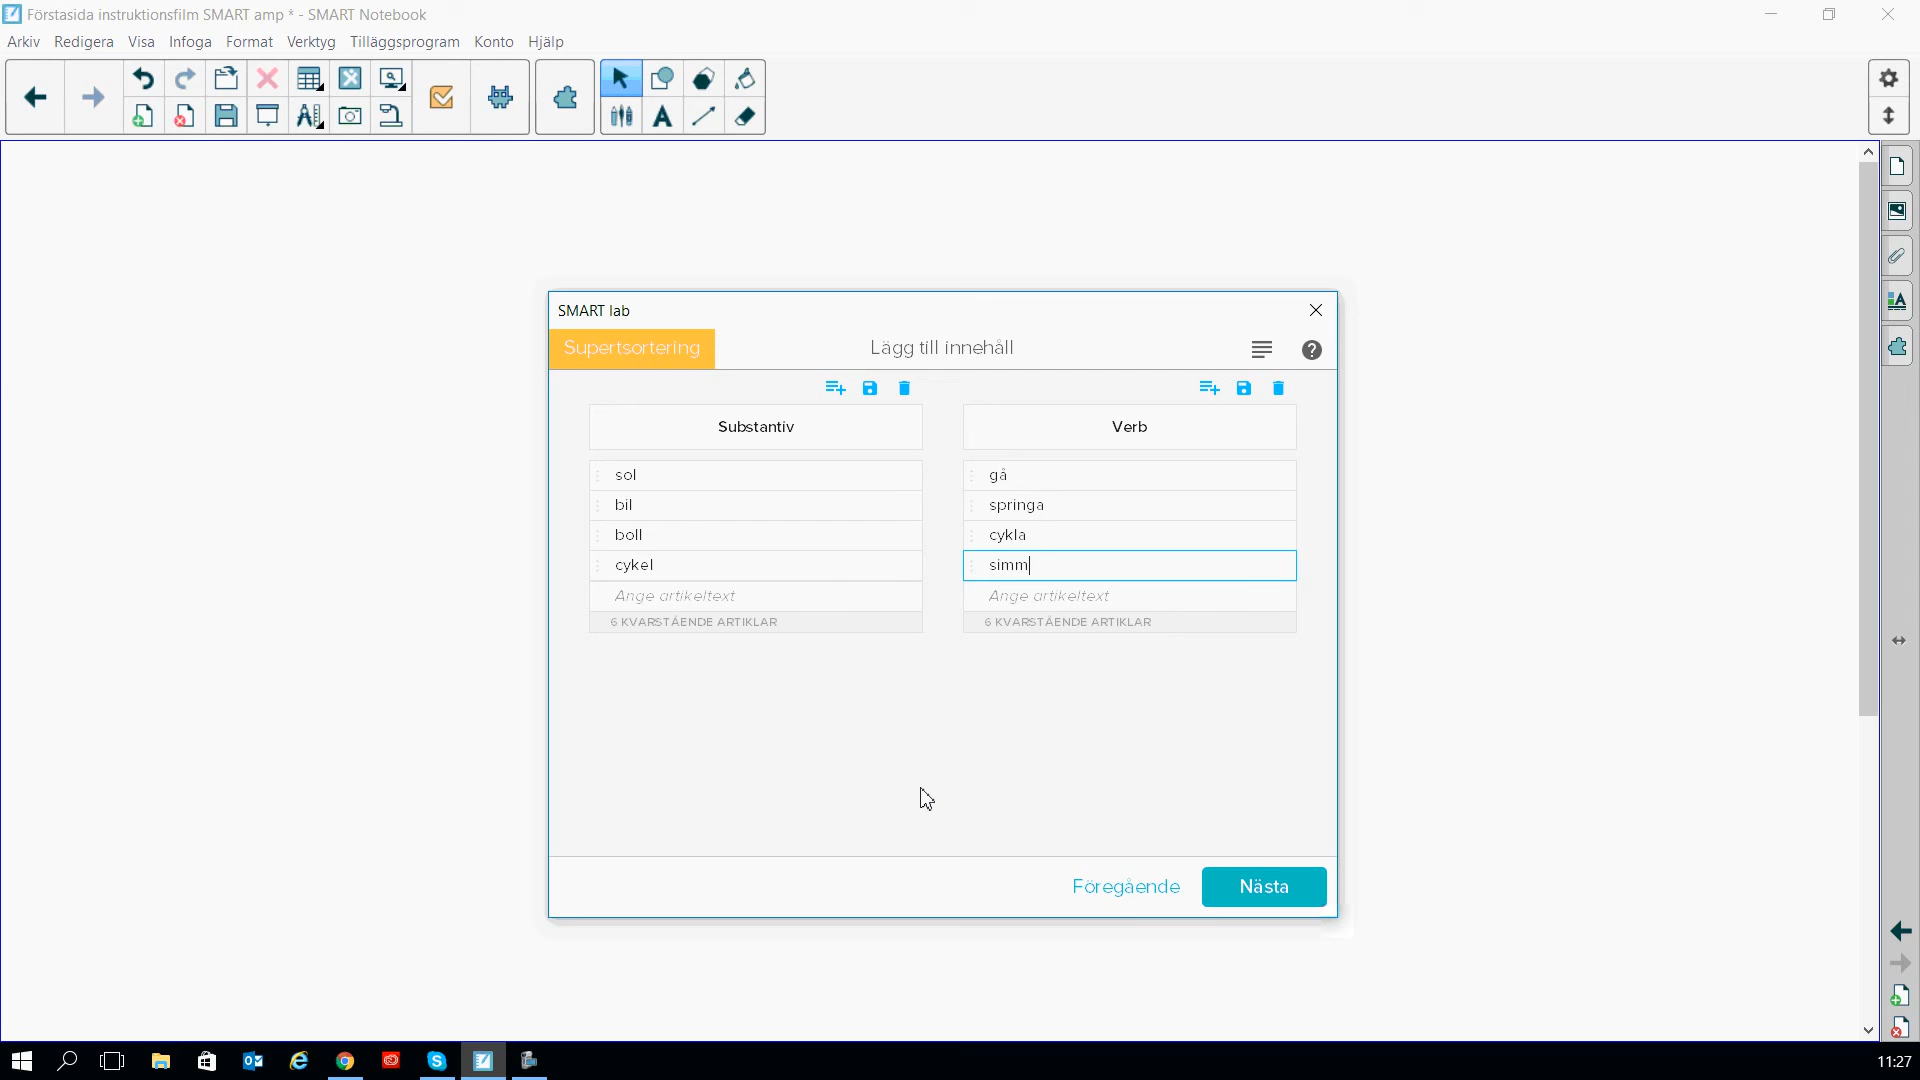 Förstasida instruktionsfilm SMART amp * - SMART Notebook
Arkiv Redigera Visa Infoga Format Verktyg Tilläggsprogram Konto Hjälp
SMART lab
Supertsortering
Lägg till innehåll
Substantiv
sol
bil
boll
cykel
Ange artikeltext
6 KVARSTÅENDE ARTIKLAR
Verb
gå
springa
cykla
simm
Ange artikeltext
6 KVARSTÅENDE ARTIKLAR
Föregående
Nästa
11:27